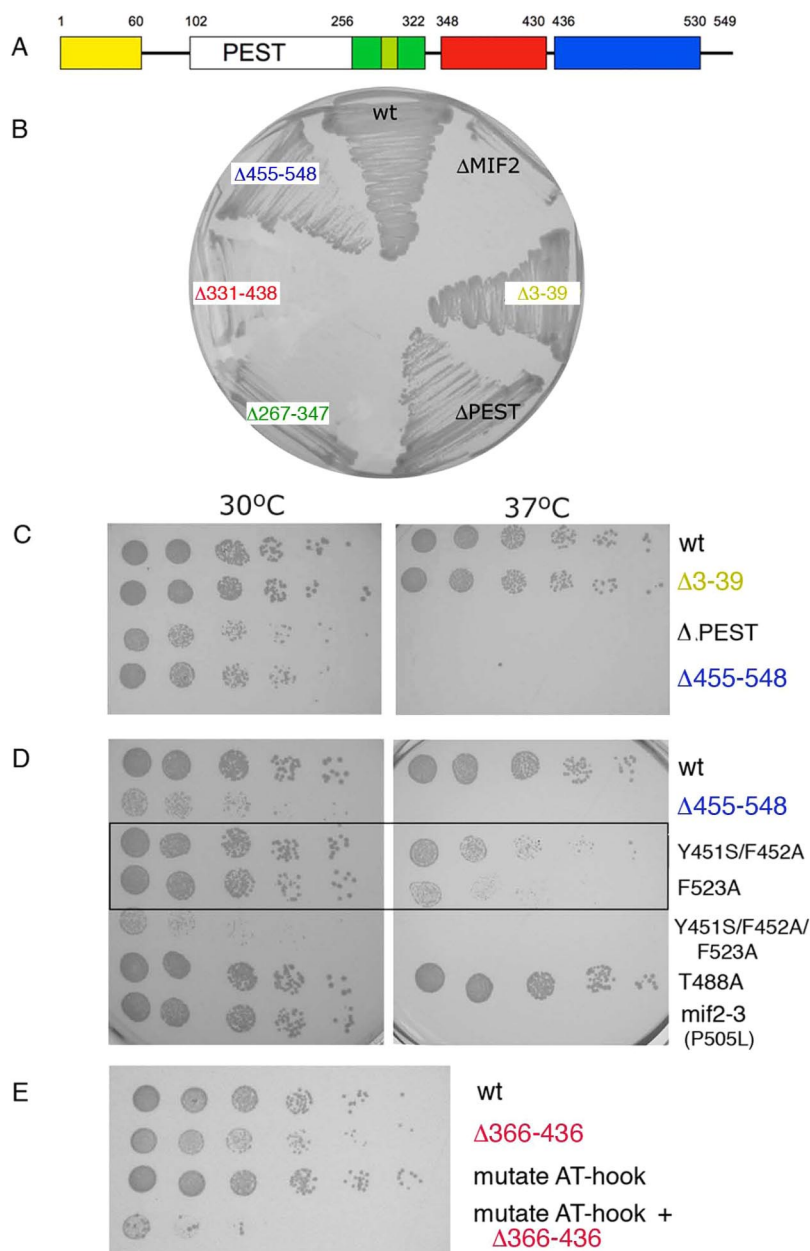 1 60 102 256 322 348 430 436 530 549
A PEST
B
wt
Δ455-548
ΔMIF2
Δ331-438
Δ3-39
Δ267-347
ΔPEST
30ºC 37ºC
C
wt
Δ3-39
Δ.PEST
Δ455-548
D
wt
Δ455-548
Y451S/F452A
F523A
Y451S/F452A/
F523A
T488A
mif2-3
(P505L)
E
wt
Δ366-436
mutate AT-hook
mutate AT-hook +
Δ366-436